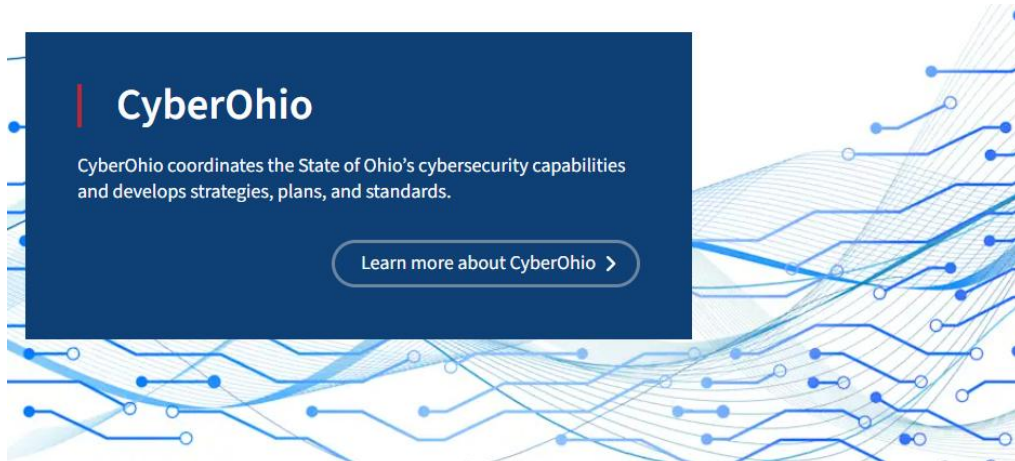 CyberOhio
CyberOhio coordinates the State of Ohio’s cybersecurity capabilities
and develops strategies, plans, and standards.
Learn more about CyberOhio